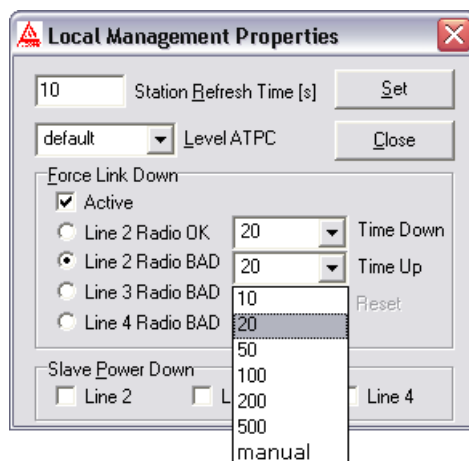 Local Management Properties
10 Station Refresh Time [s] Set
default Level ATPC Close
Force Link Down
Active
Line 2 Radio OK 20 Time Down
Line 2 Radio BAD 20 Time Up
Line 3 Radio BAD 10 Reset
Line 4 Radio BAD 20
50
Slave Power Down 100
Line 2 L 200 Line 4
500
manual